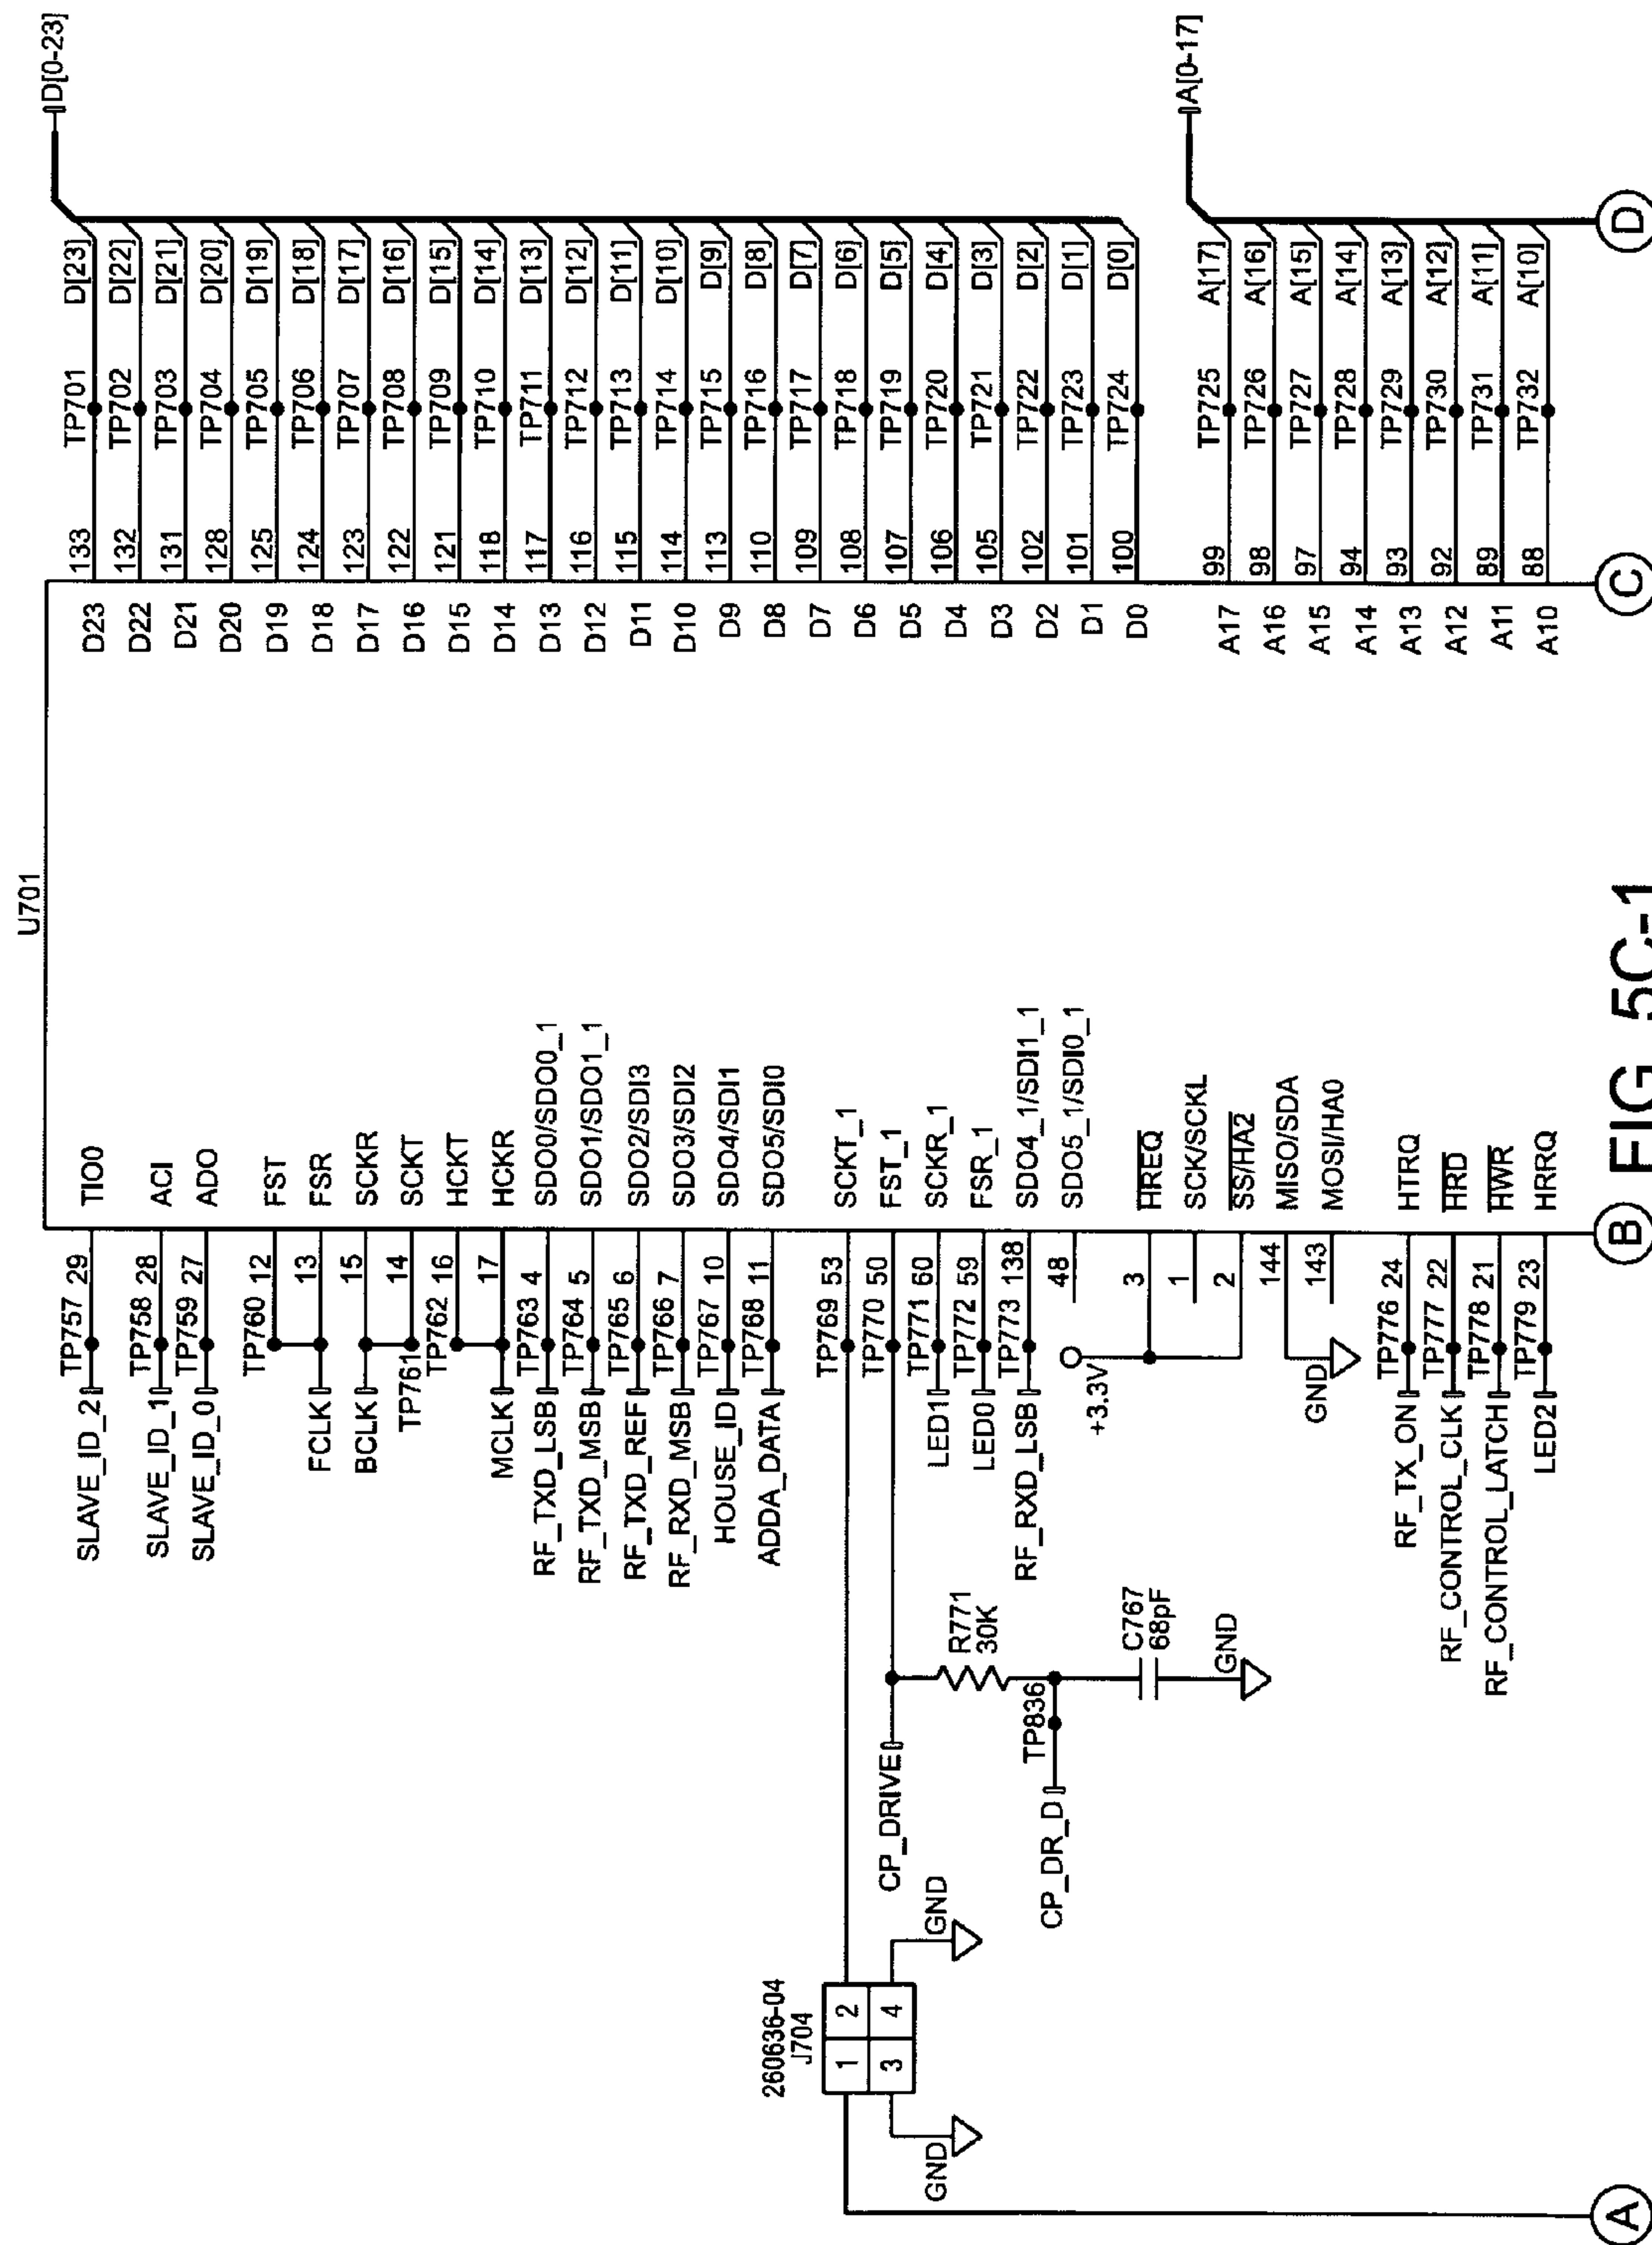 U701
SLAVE_ID_2 TP757 29 TIO0
SLAVE_ID_1 TP758 28 ACI
SLAVE_ID_0 TP759 27 ADO
TP760 12 FST
FCLK 13 FSR
BCLK 15 SCKR
TP761 14 SCKT
TP762 16 HCKT
MCLK 17 HCKR
RF_TXD_LSB TP763 4 SDO0/SDO0_1
RF_TXD_MSB TP764 5 SDO1/SDO1_1
RF_TXD_REF TP765 6 SDO2/SDI3
RF_RXD_MSB TP766 7 SDO3/SDI2
HOUSE_ID TP767 10 SDO4/SDI1
ADDA_DATA TP768 11 SDO5/SDI0
260636-04
J704
1 2
3 4
GND
GND
TP769 53 SCKT_1
CP_DRIVE TP770 50 FST_1
LED1 TP771 60 SCKR_1
LED0 TP772 59 FSR_1
RF_RXD_LSB TP773 138 SDO4_1/SDI1_1
48 SDO5_1/SDI0_1
R771
30K
CP_DR_D TP836
C767
68pF
GND
+3.3V
3 HREQ
1 SCK/SCKL
2 SS/HA2
144 MISO/SDA
143 MOSI/HA0
GND
RF_TX_ON TP776 24 HTRQ
RF_CONTROL_CLK TP777 22 HRD
RF_CONTROL_LATCH TP778 21 HWR
LED2 TP779 23 HRRQ
D[0-23]
D23 133 TP701 D[23]
D22 132 TP702 D[22]
D21 131 TP703 D[21]
D20 128 TP704 D[20]
D19 125 TP705 D[19]
D18 124 TP706 D[18]
D17 123 TP707 D[17]
D16 122 TP708 D[16]
D15 121 TP709 D[15]
D14 118 TP710 D[14]
D13 117 TP711 D[13]
D12 116 TP712 D[12]
D11 115 TP713 D[11]
D10 114 TP714 D[10]
D9 113 TP715 D[9]
D8 110 TP716 D[8]
D7 109 TP717 D[7]
D6 108 TP718 D[6]
D5 107 TP719 D[5]
D4 106 TP720 D[4]
D3 105 TP721 D[3]
D2 102 TP722 D[2]
D1 101 TP723 D[1]
D0 100 TP724 D[0]
A[0-17]
A17 99 TP725 A[17]
A16 98 TP726 A[16]
A15 97 TP727 A[15]
A14 94 TP728 A[14]
A13 93 TP729 A[13]
A12 92 TP730 A[12]
A11 89 TP731 A[11]
A10 88 TP732 A[10]
A B C D
FIG 5C-1